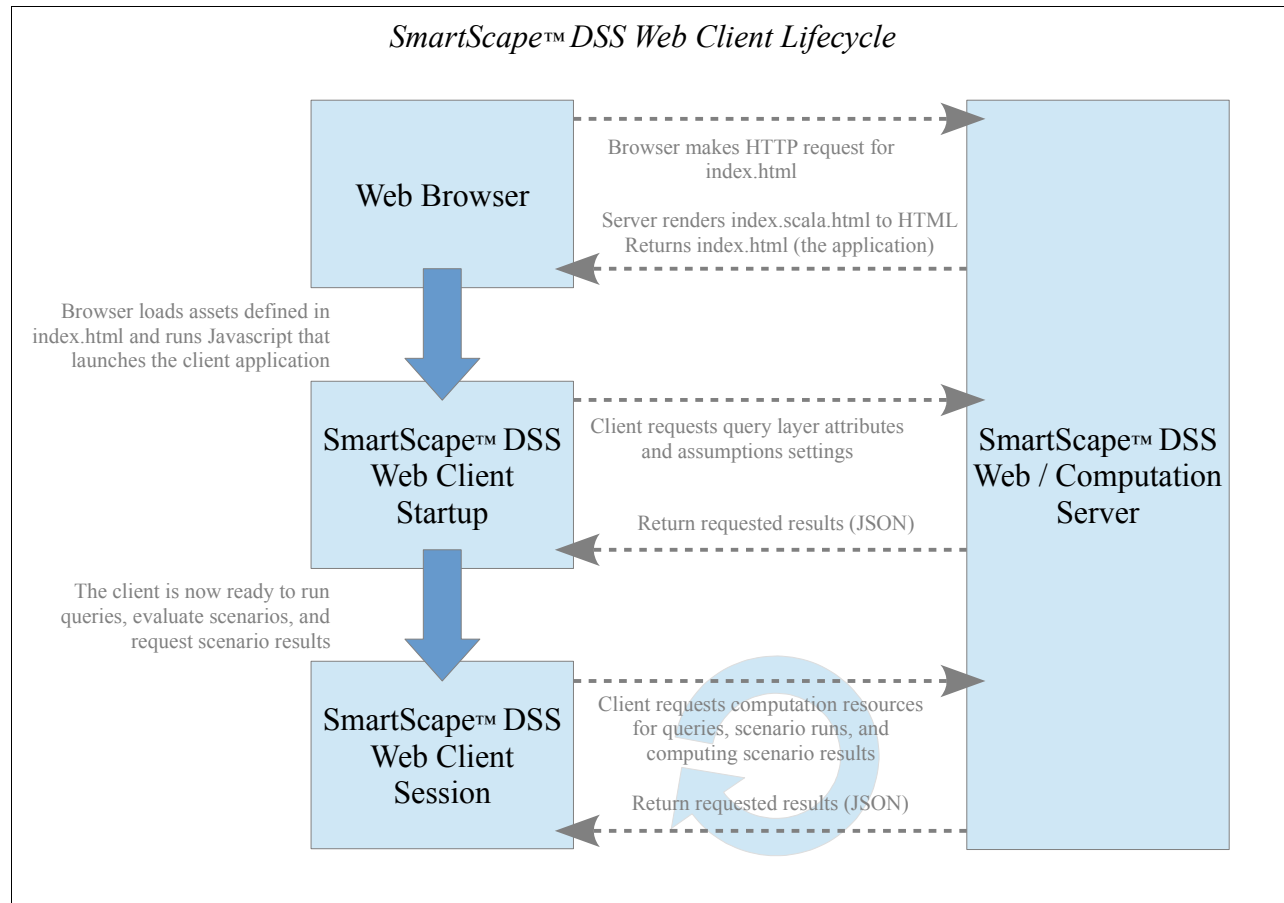 SmartScape™ DSS Web Client Lifecycle
Browser makes HTTP request for
index.html
Web Browser
Server renders index.scala.html to HTML
Returns index.html (the application)
Browser loads assets defined in
index.html and runs Javascript that
launches the client application
SmartScape™ DSS
Web Client
Startup
Client requests query layer attributes
and assumptions settings
Return requested results (JSON)
SmartScape™ DSS
Web / Computation
Server
The client is now ready to run
queries, evaluate scenarios, and
request scenario results
SmartScape™ DSS
Web Client
Session
Client requests computation resources
for queries, scenario runs, and
computing scenario results
Return requested results (JSON)